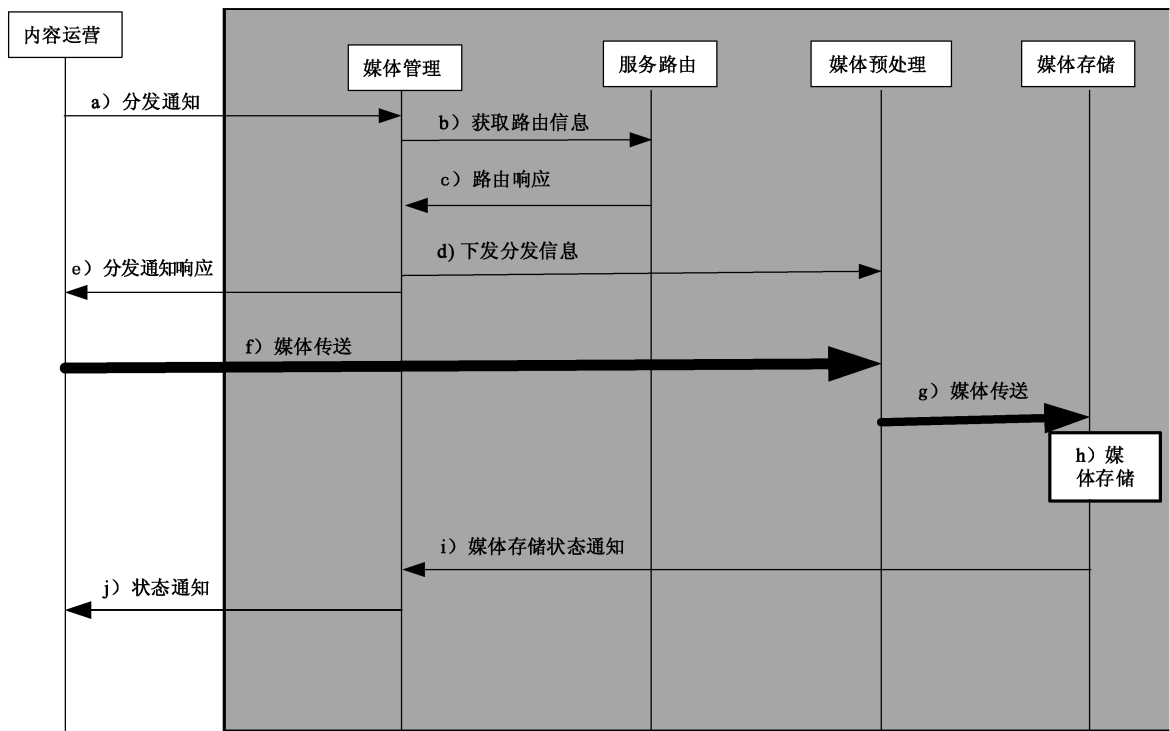 内容运营
媒体管理
服务路由
媒体预处理
媒体存储
a）分发通知
b）获取路由信息
c）路由响应
d) 下发分发信息
e）分发通知响应
f）媒体传送
g）媒体传送
h）媒
体存储
i）媒体存储状态通知
j）状态通知